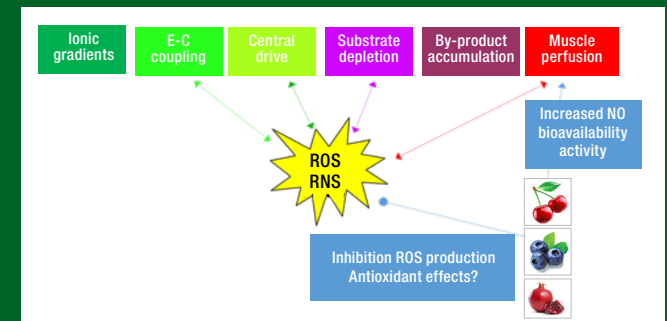 Ionic
gradients
E-C
coupling
Central
drive
Substrate
depletion
By-product
accumulation
Muscle
perfusion
Increased NO
bioavailability
activity
ROS
RNS
Inhibition ROS production
Antioxidant effects?